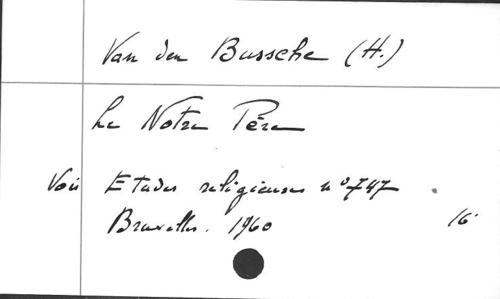 Van den Bussche (H.)
Le Notre Père
Voir Etudes religieuses n° 747
Bruxelles. 1960 16°